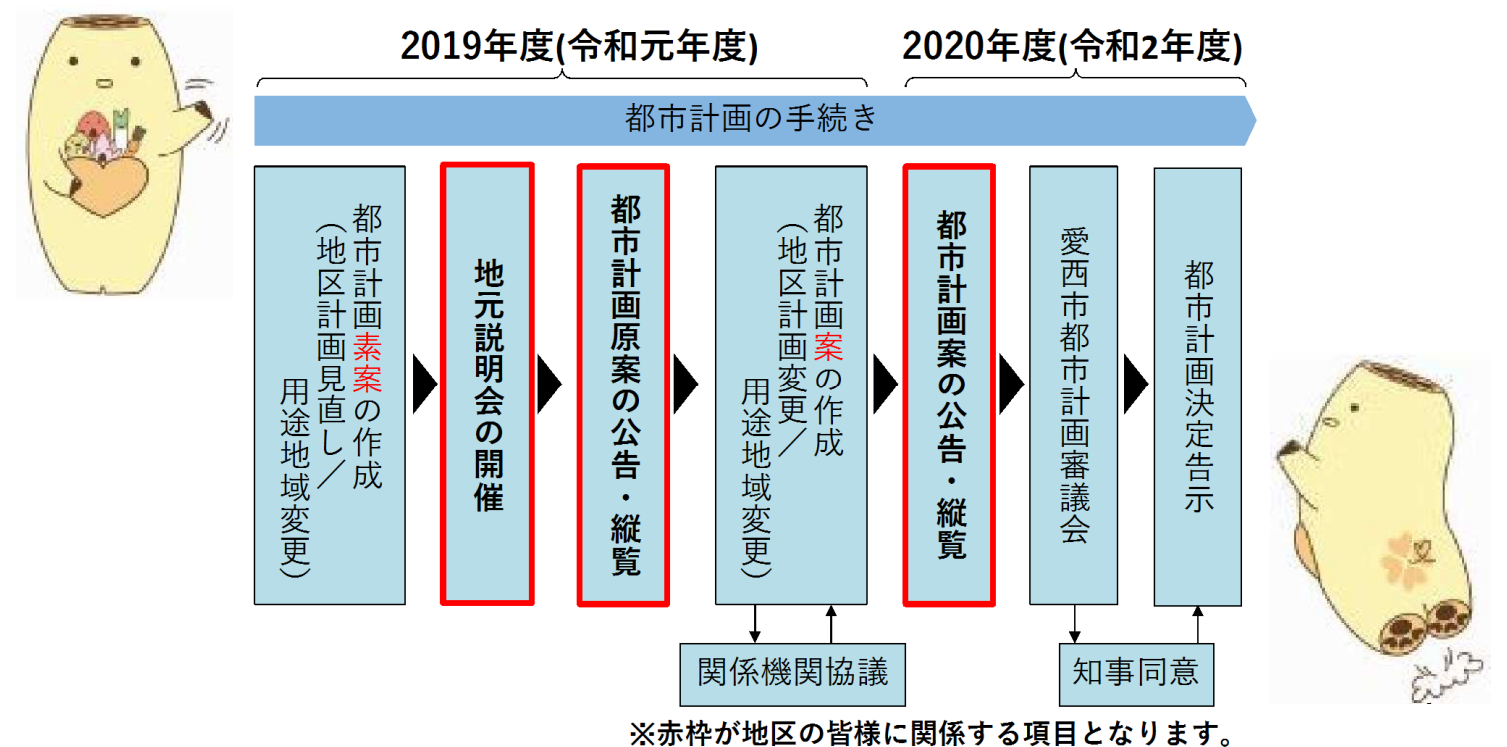 2019年度(令和元年度)
2020年度(令和2年度)
都市計画の手続き
都市計画素案の作成
（地区計画見直し／
用途地域変更）
地元説明会の開催
都市計画原案の公告・縦覧
都市計画案の作成
（地区計画変更／
用途地域変更）
都市計画案の公告・縦覧
愛西市都市計画審議会
都市計画決定告示
関係機関協議
知事同意
※赤枠が地区の皆様に関係する項目となります。